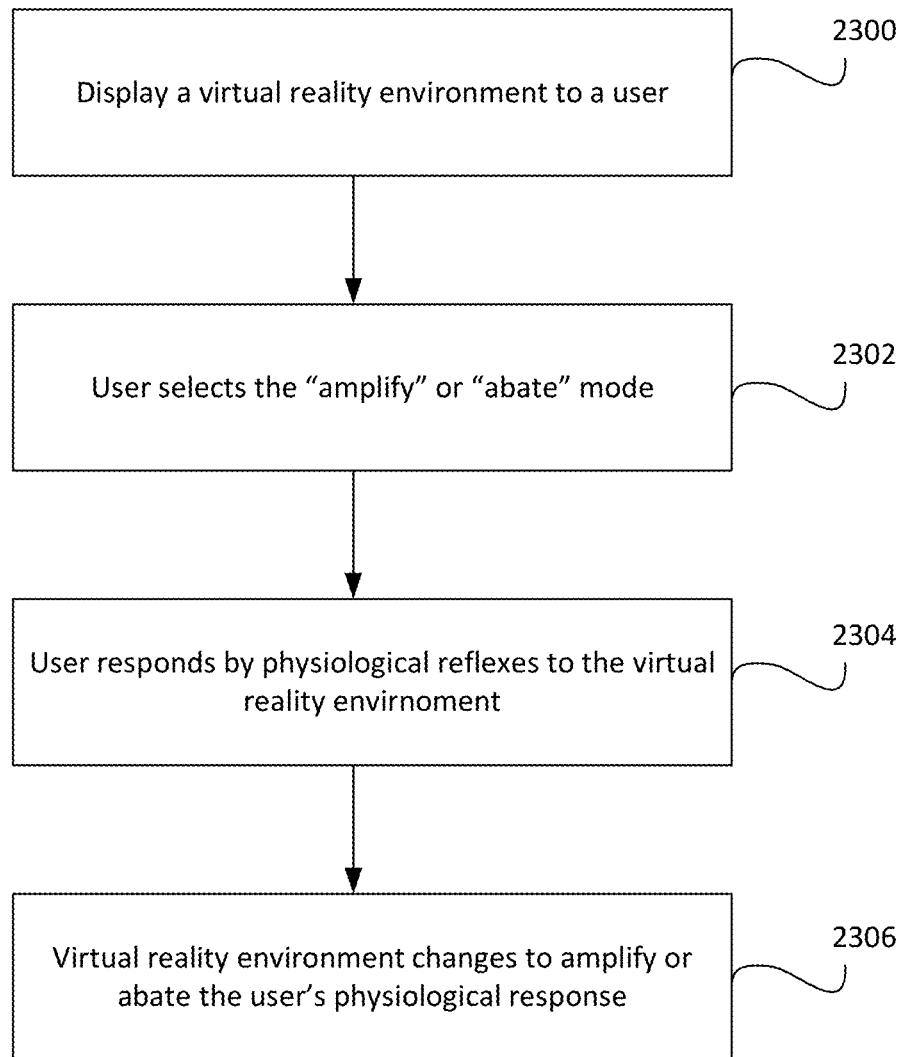 2300
Display a virtual reality environment to a user
2302
User selects the “amplify” or “abate” mode
2304
User responds by physiological reflexes to the virtual
reality envirnoment
2306
Virtual reality environment changes to amplify or
abate the user’s physiological response